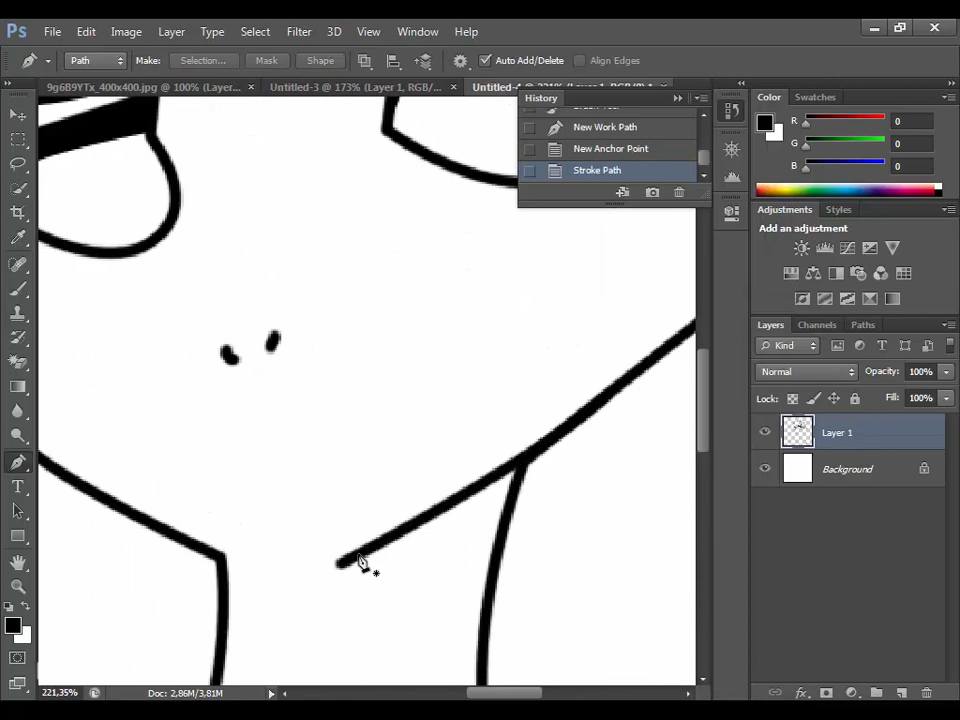 Ps File Edit Image Layer Type Select Filter 3D View Window Help
Path Make: Selection... Mask Shape Auto Add/Delete Align Edges
9g6B9YTx_400x400.jpg @ 100% (Layer... × Untitled-3 @ 173% (Layer 1, RGB/... ×
History
New Work Path
New Anchor Point
Stroke Path
Color Swatches
R 0
G 0
B 0
Adjustments Styles
Add an adjustment
Layers Channels Paths
Kind
Normal Opacity: 100%
Lock: Fill: 100%
Layer 1
Background
221,35% Doc: 2,86M/3,81M